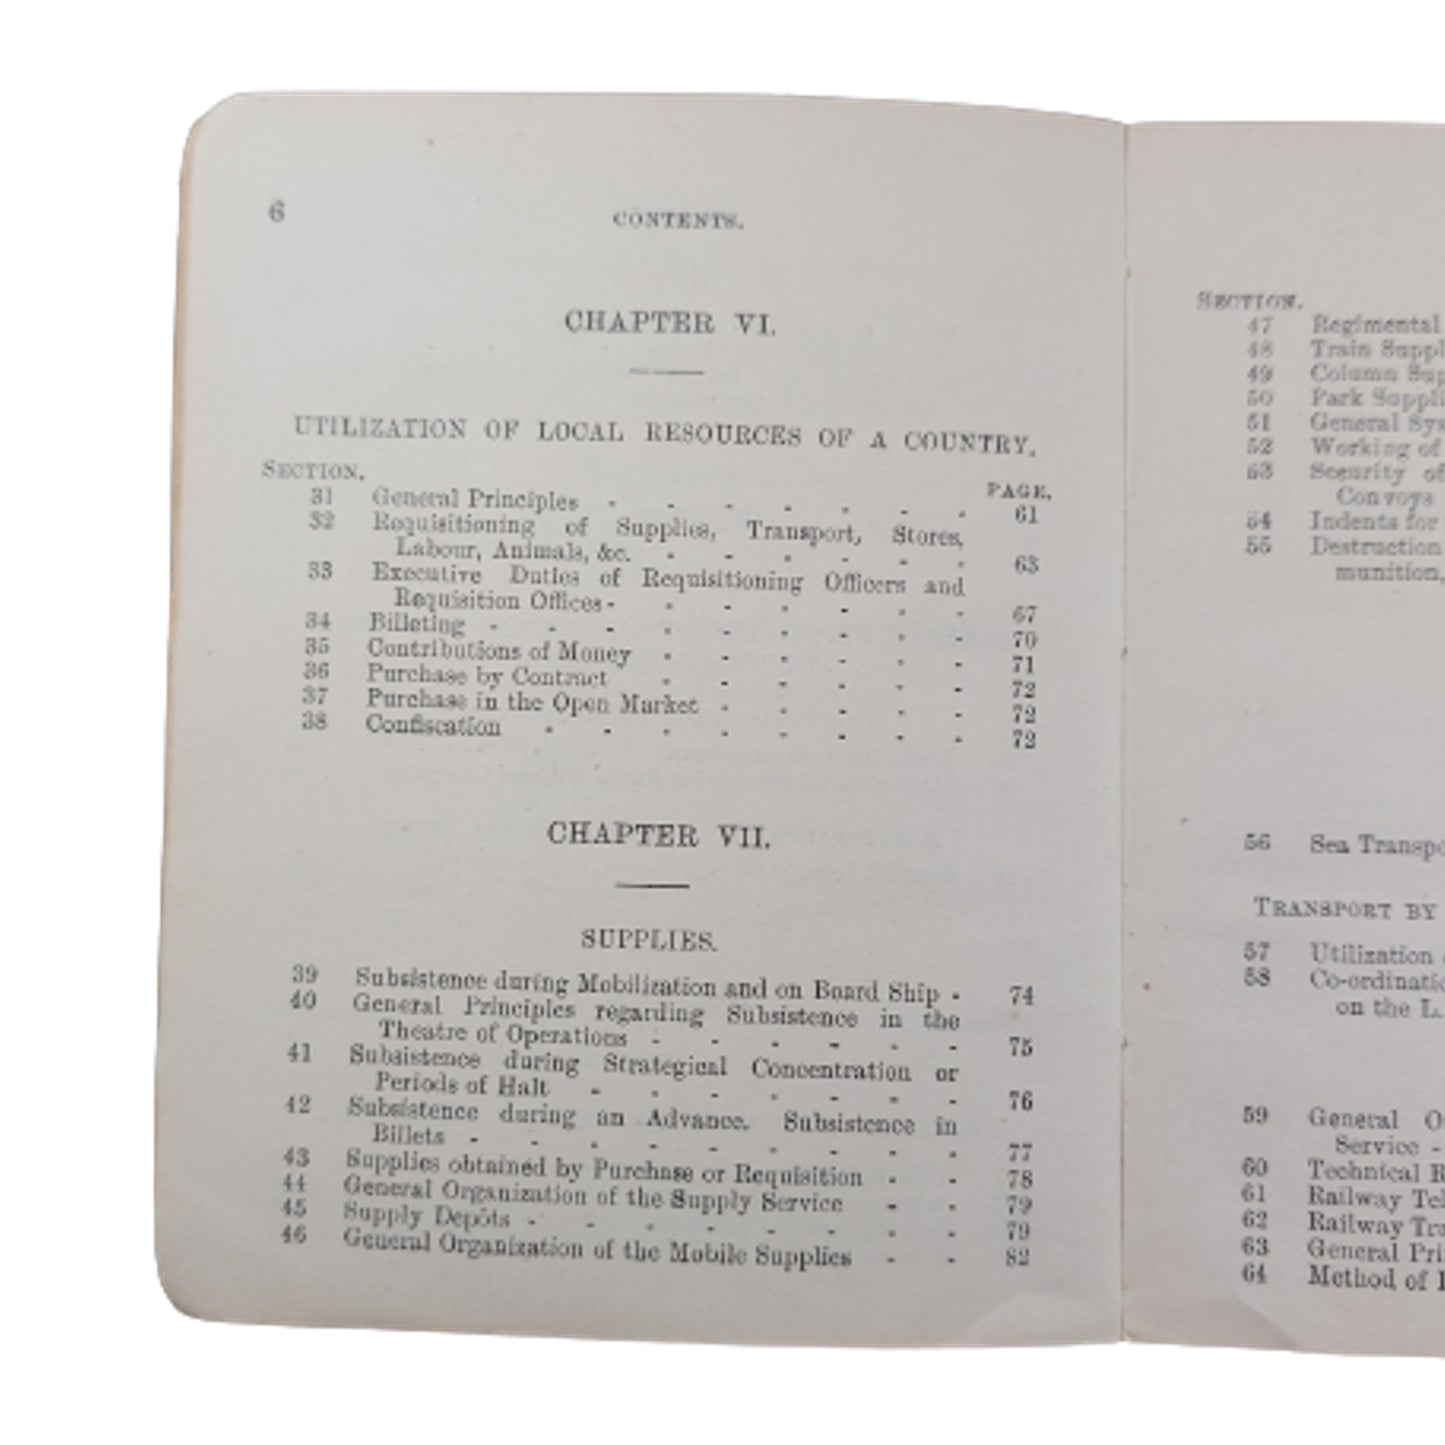 6
CONTENTS.
CHAPTER VI.
UTILIZATION OF LOCAL RESOURCES OF A COUNTRY.
SECTION. PAGE.
31 General Principles - - - - - - - 61
32 Requisitioning of Supplies, Transport, Stores,
Labour, Animals, &c. - - - - - - 63
33 Executive Duties of Requisitioning Officers and
Requisition Offices - - - - - - - 67
34 Billeting - - - - - - - - - 70
35 Contributions of Money - - - - - - 71
36 Purchase by Contract - - - - - - 72
37 Purchase in the Open Market - - - - - 72
38 Confiscation - - - - - - - - 72
CHAPTER VII.
SUPPLIES.
39 Subsistence during Mobilization and on Board Ship - 74
40 General Principles regarding Subsistence in the
Theatre of Operations - - - - - - 75
41 Subsistence during Strategical Concentration or
Periods of Halt - - - - - - - 76
42 Subsistence during an Advance. Subsistence in
Billets - - - - - - - - - 77
43 Supplies obtained by Purchase or Requisition - - 78
44 General Organization of the Supply Service - - 79
45 Supply Depôts - - - - - - - - 79
46 General Organization of the Mobile Supplies - - 82
SECTION.
47 Regimental
48 Train
49 Column
50 Park
51 General
52 Working of
53 Security of
Convoys
54 Indents for
55 Destruction
munition,
56 Sea
TRANSPORT BY
57 Utilization
58
on the L.
59 General
Service -
60 Technical
61 Railway
62 Railway
63 General
64 Method of